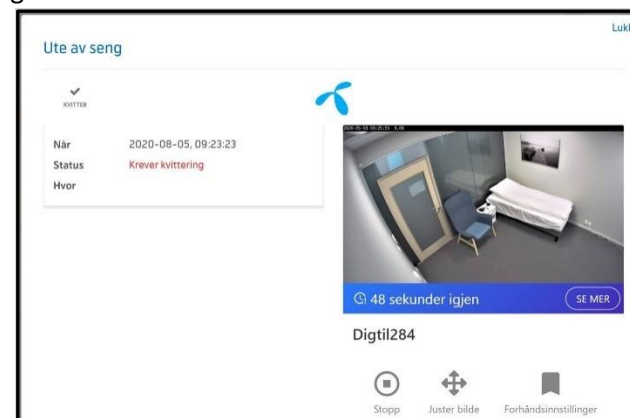 Lukk
Ute av seng
KVITTER
Når 2020-08-05, 09:23:23
Status Krever kvittering
Hvor
48 sekunder igjen
SE MER
Digtil284
Stopp
Juster bilde
Forhåndsinnstillinger